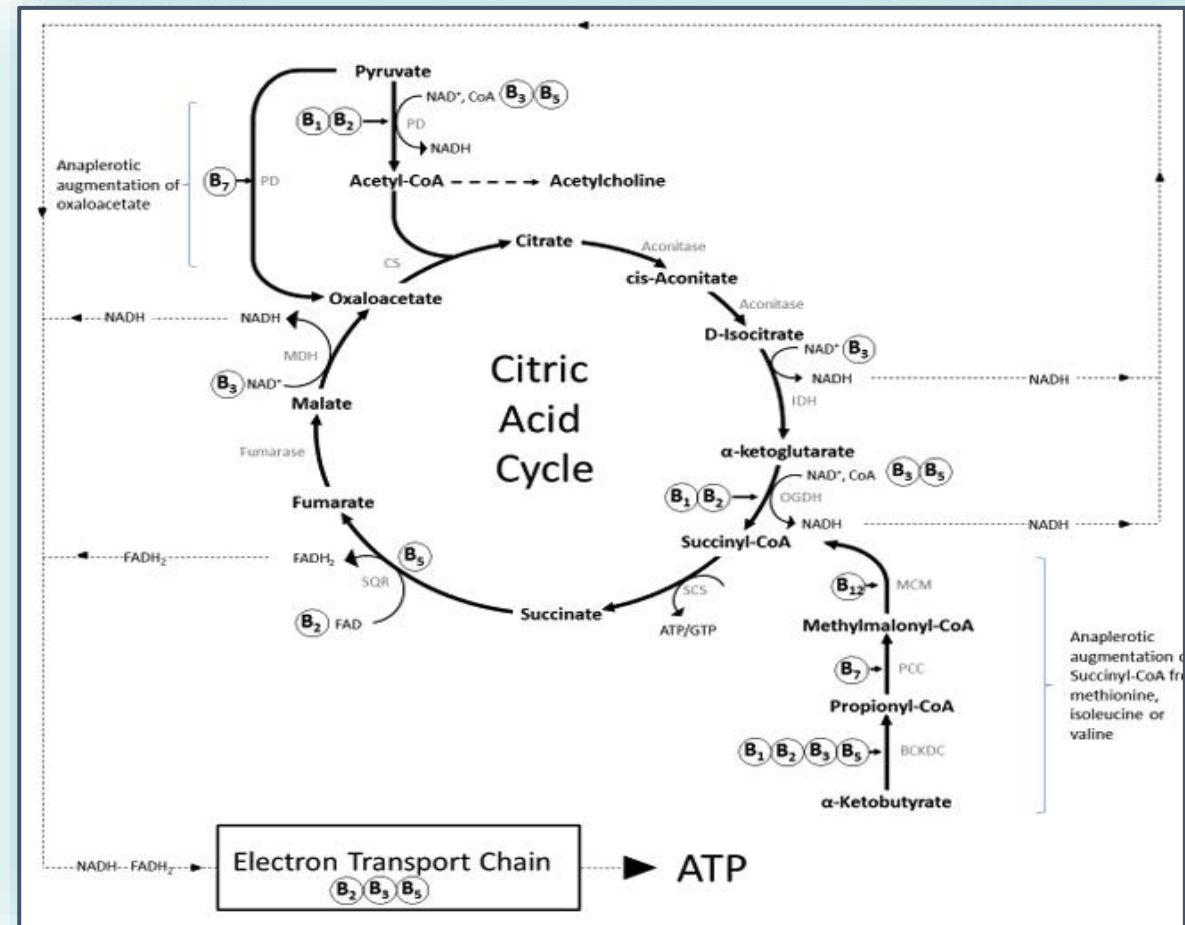 Pyruvate
NAD⁺, CoA B₃ B₅
B₁ B₂
PD
NADH
Anaplerotic
augmentation of
oxaloacetate
B₇ PD
Acetyl-CoA
Acetylcholine
Citrate
Aconitase
cis-Aconitate
CS
Oxaloacetate
Aconitase
D-Isocitrate
NADH
NADH
MDH
B₃ NAD⁺
Malate
NAD⁺ B₃
NADH
NADH
IDH
Citric
Acid
Cycle
Fumarase
α-ketoglutarate
NAD⁺, CoA B₃ B₅
B₁ B₂
OGDH
NADH
NADH
Fumarate
Succinyl-CoA
FADH₂
FADH₂
B₅
SQR
B₂ FAD
Succinate
SCS
ATP/GTP
B₁₂
MCM
Methylmalonyl-CoA
B₇
PCC
Propionyl-CoA
B₁ B₂ B₃ B₅
BCKDC
α-Ketobutyrate
Anaplerotic
augmentation
Succinyl-CoA
methionine,
isoleucine or
valine
NADH FADH₂
Electron Transport Chain
B₂ B₃ B₅
ATP